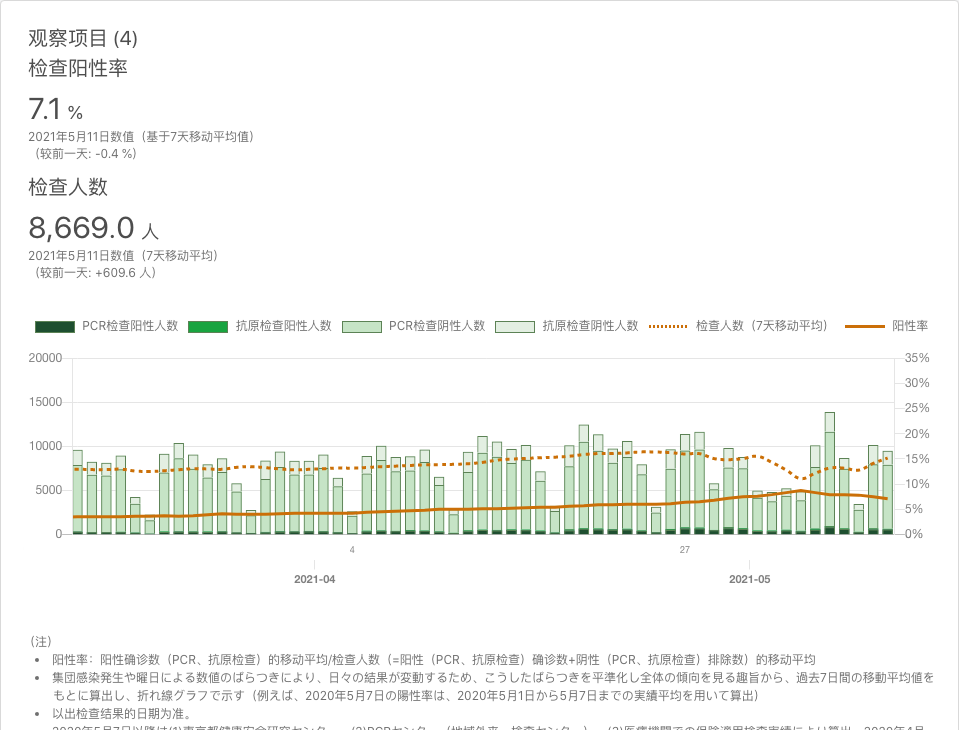 观察项目 (4)
检查阳性率
7.1 %
2021年5月11日数值（基于7天移动平均值）
（较前一天: -0.4 %）
检查人数
8,669.0 人
2021年5月11日数值（7天移动平均）
（较前一天: +609.6 人）
PCR检查阳性人数 抗原检查阳性人数 PCR检查阴性人数 抗原检查阴性人数 检查人数（7天移动平均） 阳性率
20000 35%
30%
15000 25%
20%
10000 15%
5000 10%
5%
0 0%
4 27
2021-04 2021-05
（注）
• 阳性率：阳性确诊数（PCR、抗原检查）的移动平均/检查人数（=阳性（PCR、抗原检查）确诊数+阴性（PCR、抗原检查）排除数）的移动平均
• 集団感染発生や曜日による数値のばらつきにより、日々の結果が変動するため、こうしたばらつきを平準化し全体の傾向を見る趣旨から、過去7日間の移動平均値を
もとに算出し、折れ線グラフで示す（例えば、2020年5月7日の陽性率は、2020年5月1日から5月7日までの実績平均を用いて算出）
• 以出检查结果的日期为准。